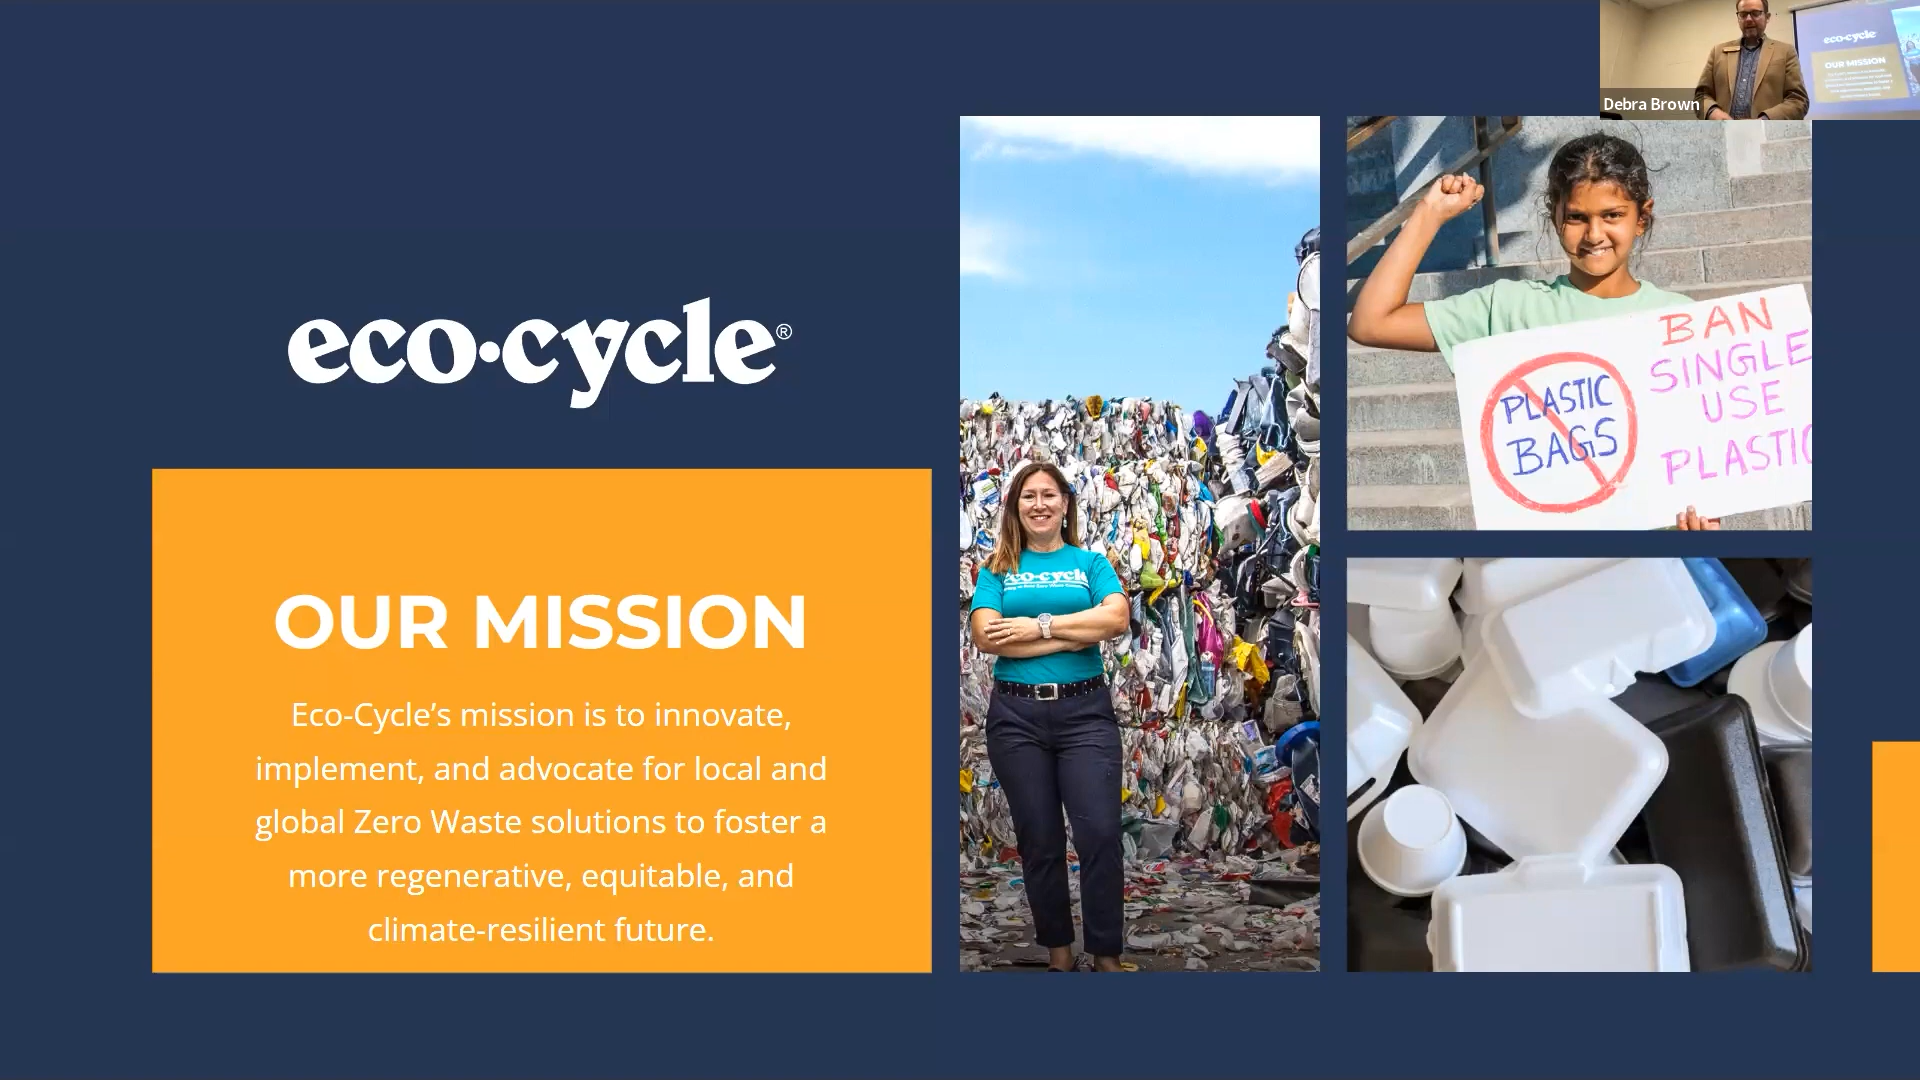 Debra Brown
eco·cycle
OUR MISSION
eco·cycle®
OUR MISSION
Eco-Cycle’s mission is to innovate,
implement, and advocate for local and
global Zero Waste solutions to foster a
more regenerative, equitable, and
climate-resilient future.
eco·cycle
PLASTIC
BAGS
BAN
SINGLE
USE
PLASTIC